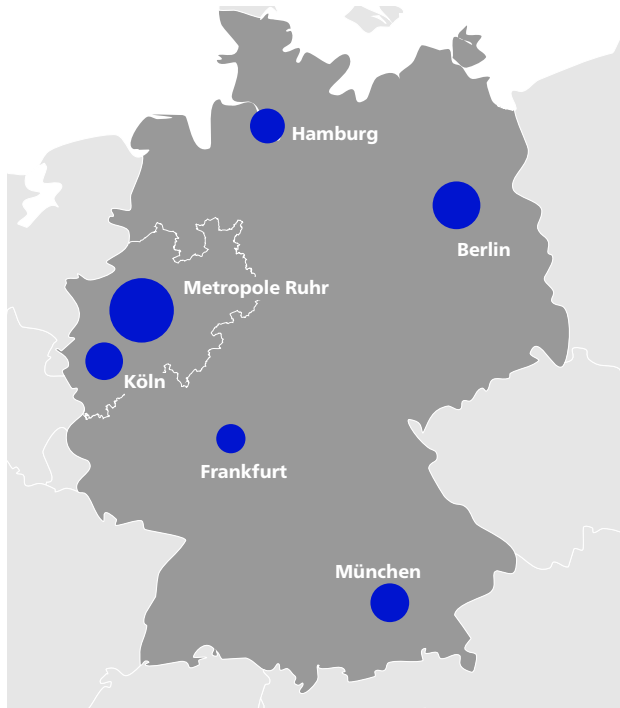 Hamburg
Berlin
Metropole Ruhr
Köln
Frankfurt
München